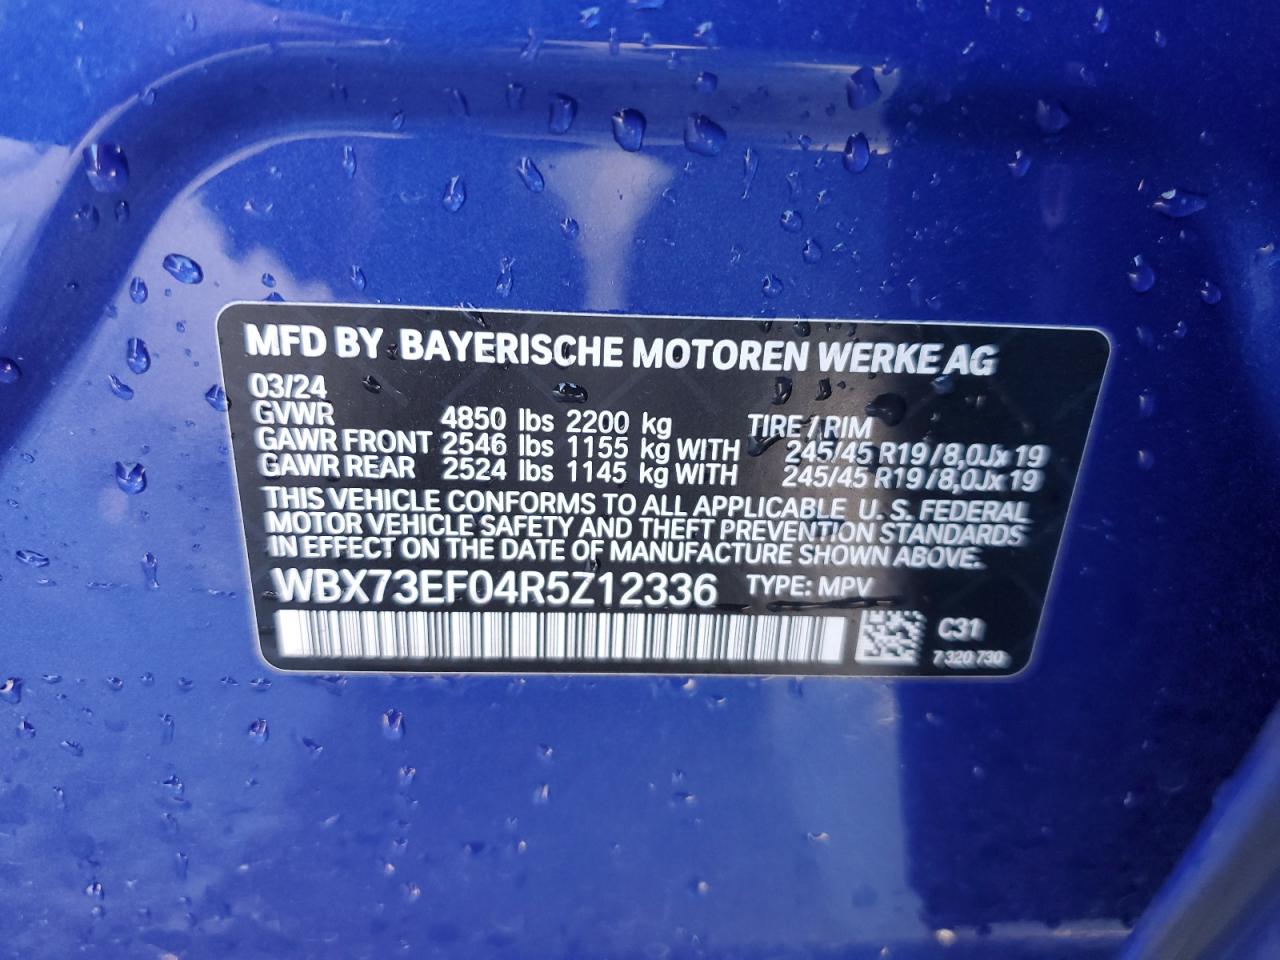 MFD BY BAYERISCHE MOTOREN WERKE AG
03/24
GVWR 4850 lbs 2200 kg TIRE / RIM
GAWR FRONT 2546 lbs 1155 kg WITH 245/45 R19 / 8,0Jx 19
GAWR REAR 2524 lbs 1145 kg WITH 245/45 R19 / 8,0Jx 19
THIS VEHICLE CONFORMS TO ALL APPLICABLE U. S. FEDERAL
MOTOR VEHICLE SAFETY AND THEFT PREVENTION STANDARDS
IN EFFECT ON THE DATE OF MANUFACTURE SHOWN ABOVE.
WBX73EF04R5Z12336 TYPE: MPV
C31
7 320 730